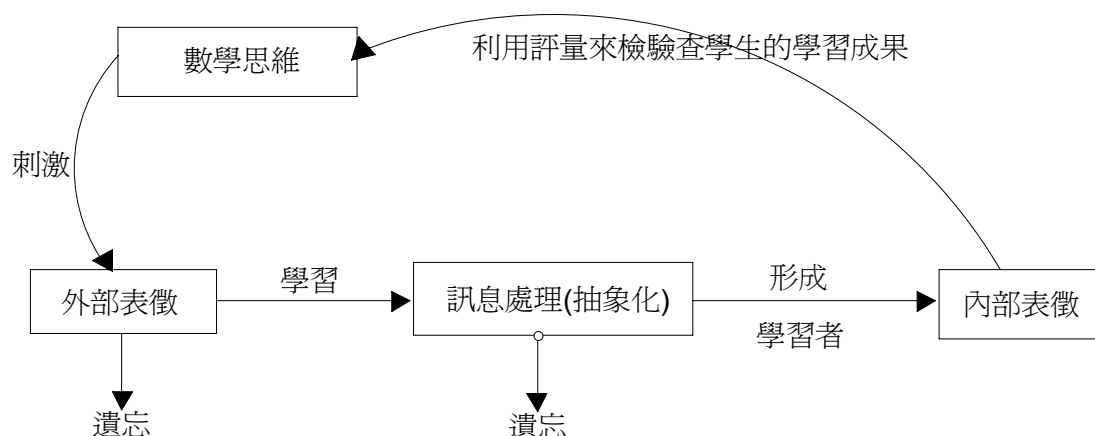 利用評量來檢驗查學生的學習成果
數學思維
刺激
外部表徵
學習
訊息處理(抽象化)
形成
學習者
內部表徵
遺忘
遺忘